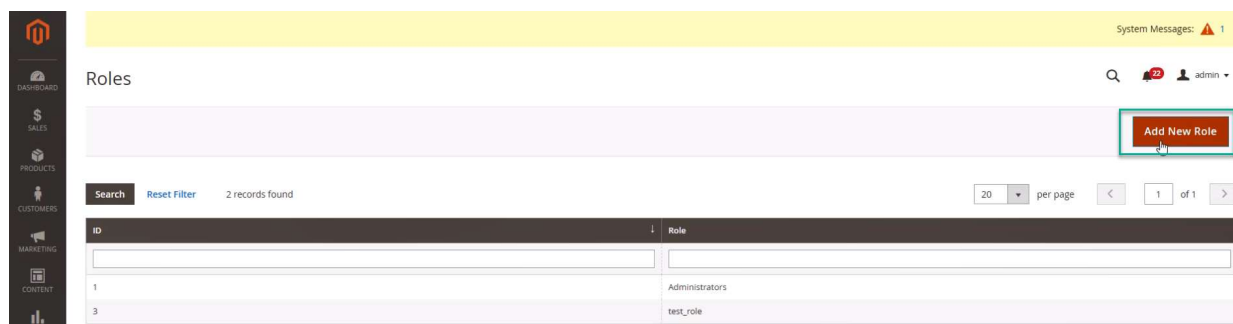 System Messages: 1
DASHBOARD
Roles
22 admin
SALES
Add New Role
PRODUCTS
Search Reset Filter 2 records found 20 per page 1 of 1
CUSTOMERS
ID ↓ Role
MARKETING
CONTENT
1 Administrators
3 test_role